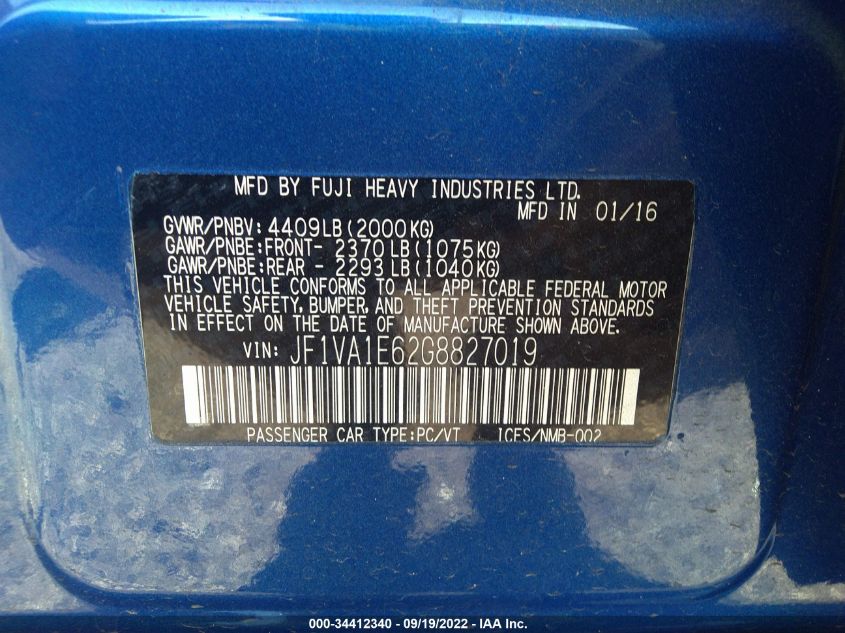 MFD BY FUJI HEAVY INDUSTRIES LTD.
MFD IN 01/16
GVWR/PNBV: 4409LB(2000KG)
GAWR/PNBE:FRONT- 2370LB(1075KG)
GAWR/PNBE:REAR - 2293LB(1040KG)
THIS VEHICLE CONFORMS TO ALL APPLICABLE FEDERAL MOTOR
VEHICLE SAFETY, BUMPER, AND THEFT PREVENTION STANDARDS
IN EFFECT ON THE DATE OF MANUFACTURE SHOWN ABOVE.
VIN: JF1VA1E62G8827019
PASSENGER CAR TYPE:PC/VT ICES/NMB-002
000-34412340 - 09/19/2022 - IAA Inc.